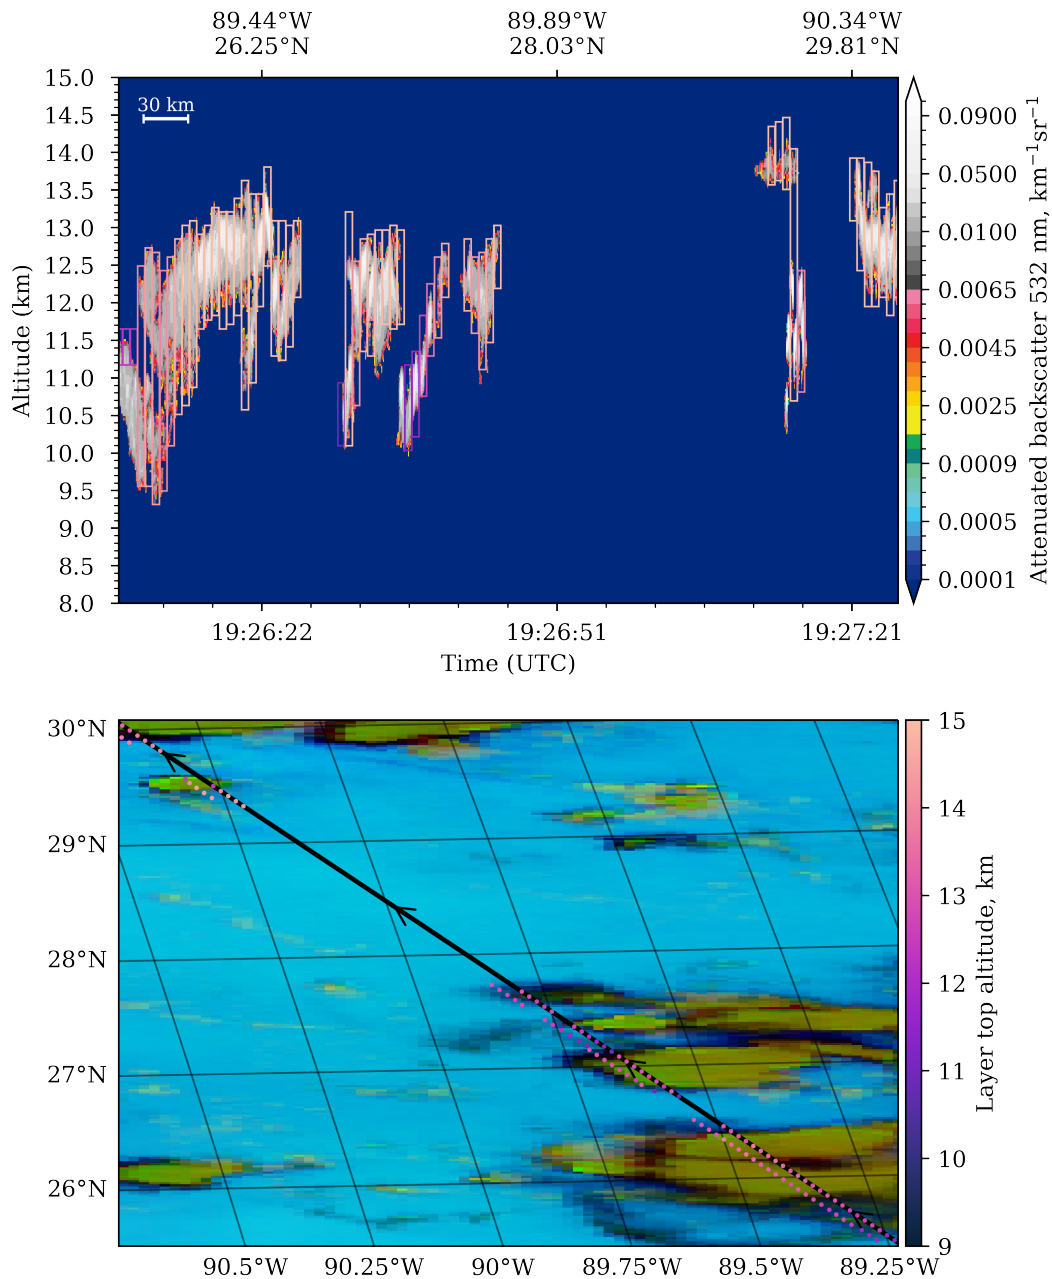 89.44°W 89.89°W 90.34°W
26.25°N 28.03°N 29.81°N
15.0
14.5
14.0
13.5
13.0
12.5
12.0
11.5
11.0
10.5
10.0
9.5
9.0
8.5
8.0
Altitude (km)
30 km
19:26:22 19:26:51 19:27:21
Time (UTC)
0.0900
0.0500
0.0100
0.0065
0.0045
0.0025
0.0009
0.0005
0.0001
Attenuated backscatter 532 nm, km⁻¹sr⁻¹
30°N
29°N
28°N
27°N
26°N
90.5°W 90.25°W 90°W 89.75°W 89.5°W 89.25°W
15
14
13
12
11
10
9
Layer top altitude, km